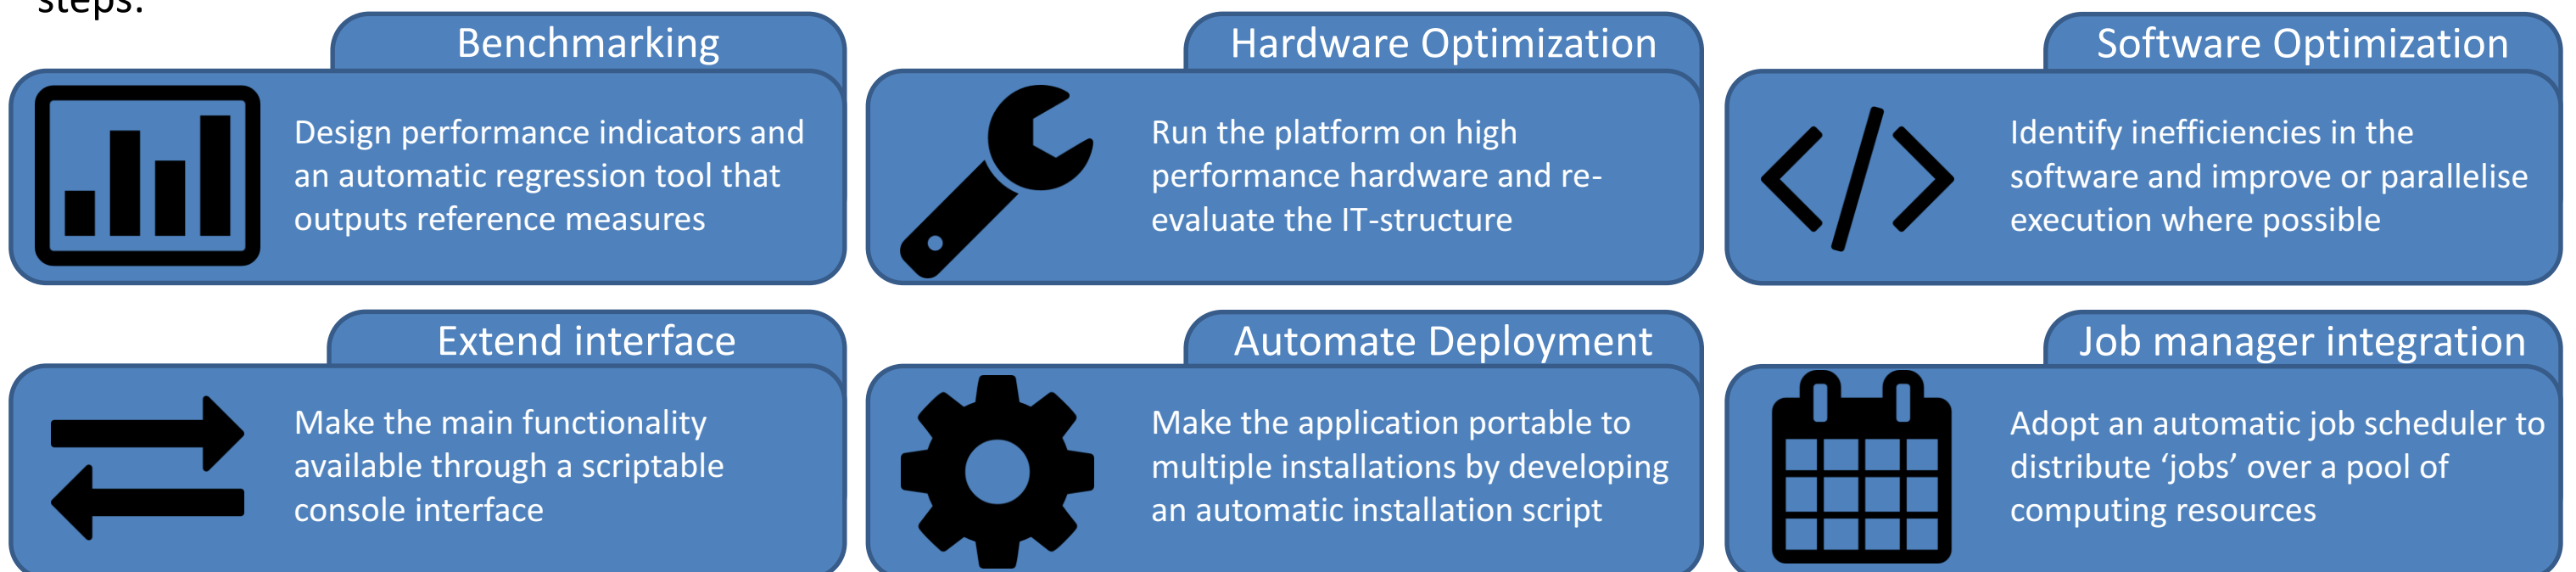 steps:
Benchmarking
Design performance indicators and
an automatic regression tool that
outputs reference measures
Hardware Optimization
Run the platform on high
performance hardware and re-
evaluate the IT-structure
Software Optimization
Identify inefficiencies in the
software and improve or parallelise
execution where possible
Extend interface
Make the main functionality
available through a scriptable
console interface
Automate Deployment
Make the application portable to
multiple installations by developing
an automatic installation script
Job manager integration
Adopt an automatic job scheduler to
distribute ‘jobs’ over a pool of
computing resources